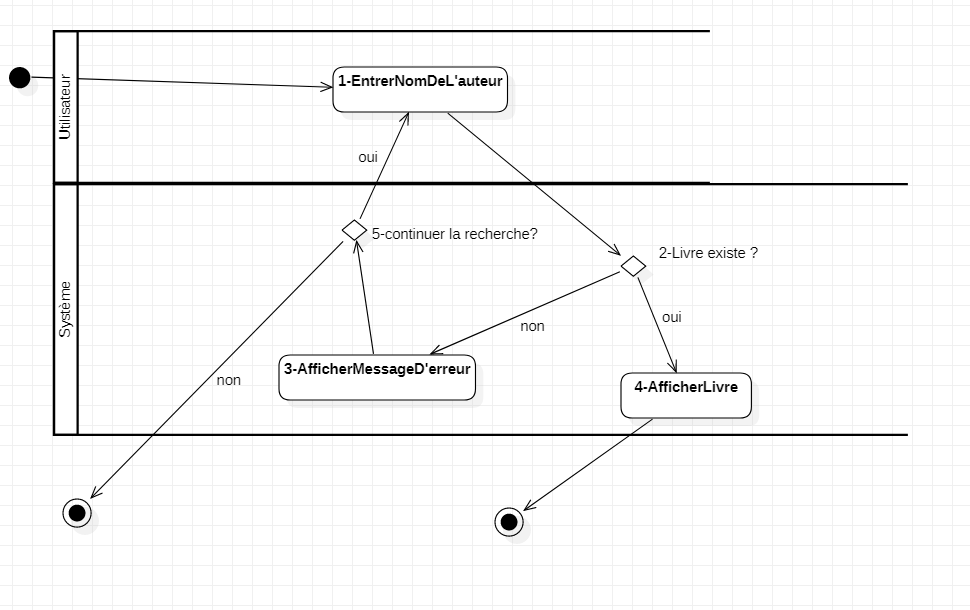 Utilisateur
1-EntrerNomDeL'auteur
oui
Système
5-continuer la recherche?
2-Livre existe ?
oui
non
3-AfficherMessageD'erreur
non
4-AfficherLivre